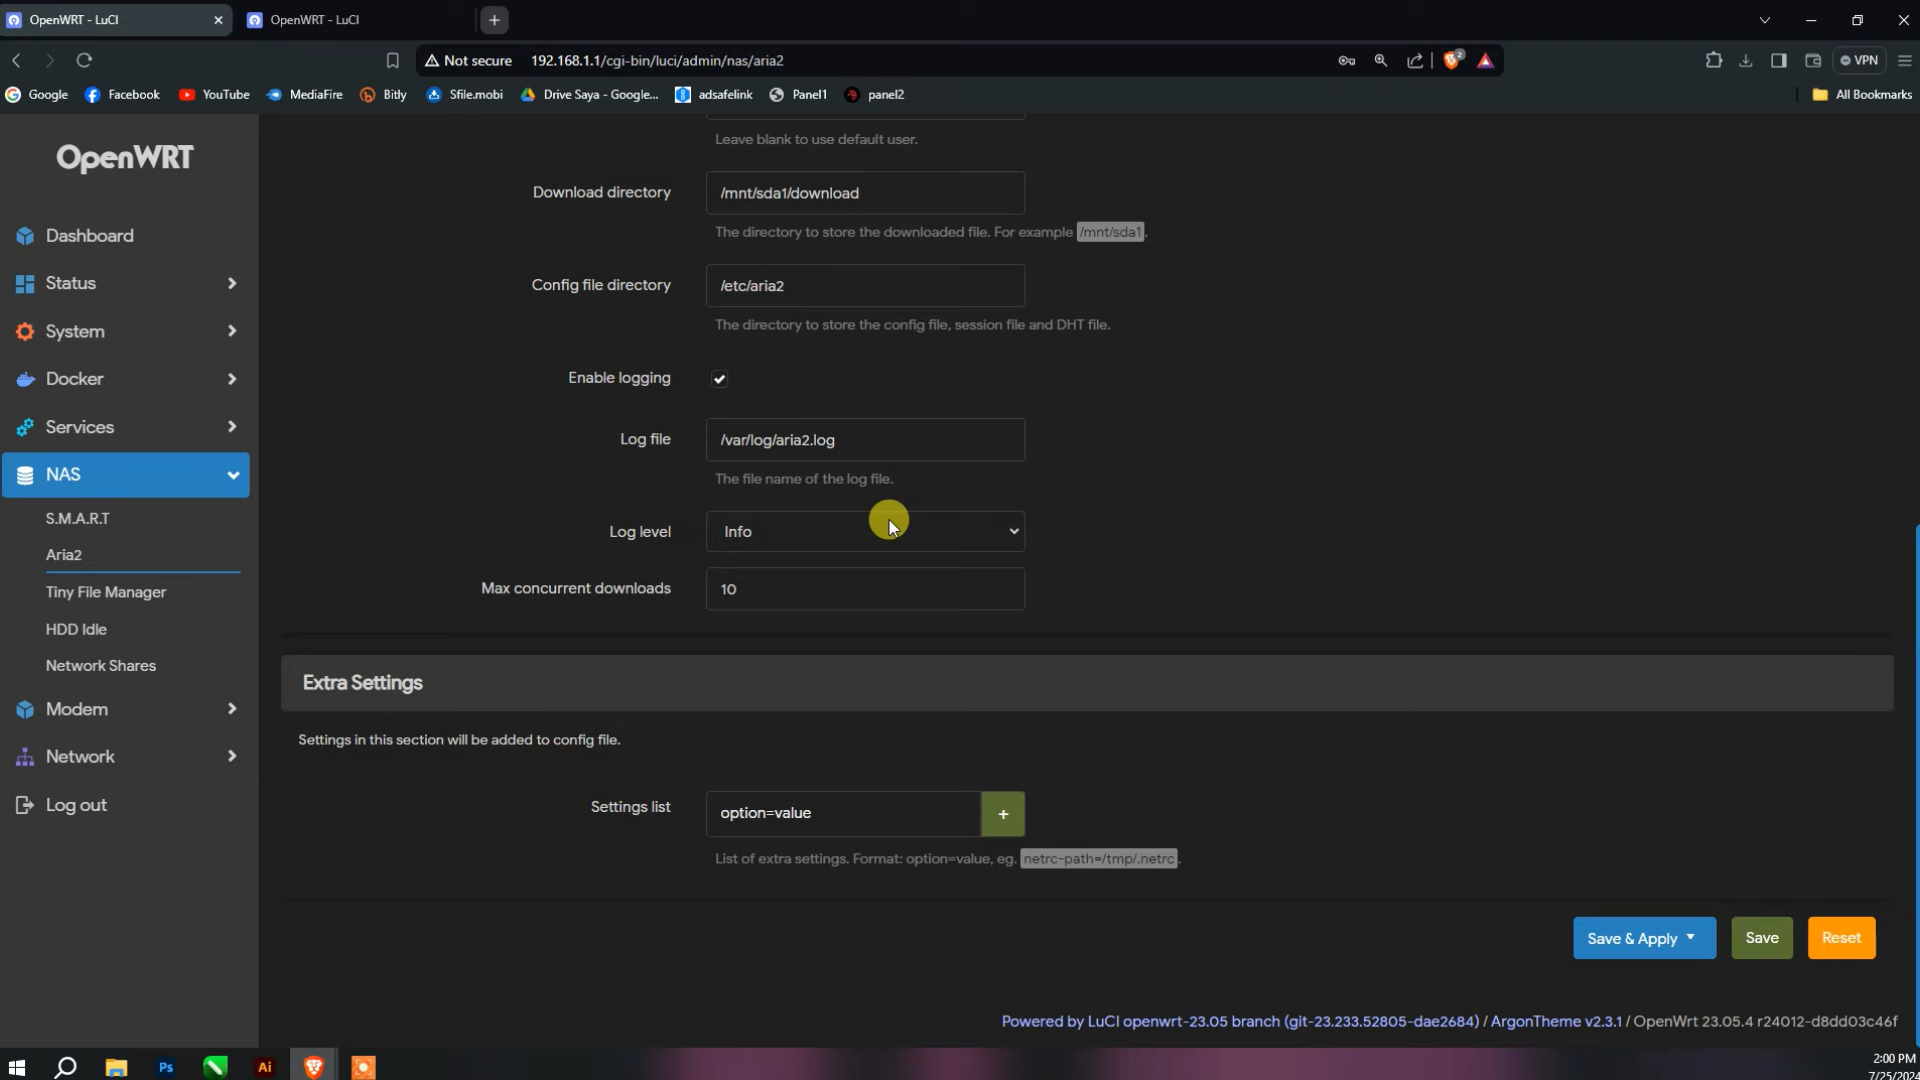 OpenWRT - LuCI
OpenWRT - LuCI
Not secure 192.168.1.1/cgi-bin/luci/admin/nas/aria2
2
VPN
Google
Facebook
YouTube
MediaFire
Bitly
Sfile.mobi
Drive Saya - Google...
adsafelink
Panel1
panel2
All Bookmarks
OpenWRT
Dashboard
Status
System
Docker
Services
NAS
S.M.A.R.T
Aria2
Tiny File Manager
HDD Idle
Network Shares
Modem
Network
Log out
Leave blank to use default user.
Download directory
/mnt/sda1/download
The directory to store the downloaded file. For example /mnt/sda1.
Config file directory
/etc/aria2
The directory to store the config file, session file and DHT file.
Enable logging
Log file
/var/log/aria2.log
The file name of the log file.
Log level
Info
Max concurrent downloads
10
Extra Settings
Settings in this section will be added to config file.
Settings list
option=value
+
List of extra settings. Format: option=value, eg. netrc-path=/tmp/.netrc.
Save & Apply
Save
Reset
Powered by LuCI openwrt-23.05 branch (git-23.233.52805-dae2684) / ArgonTheme v2.3.1 / OpenWrt 23.05.4 r24012-d8dd03c46f
Ps
Ai
2:00 PM
7/25/2024